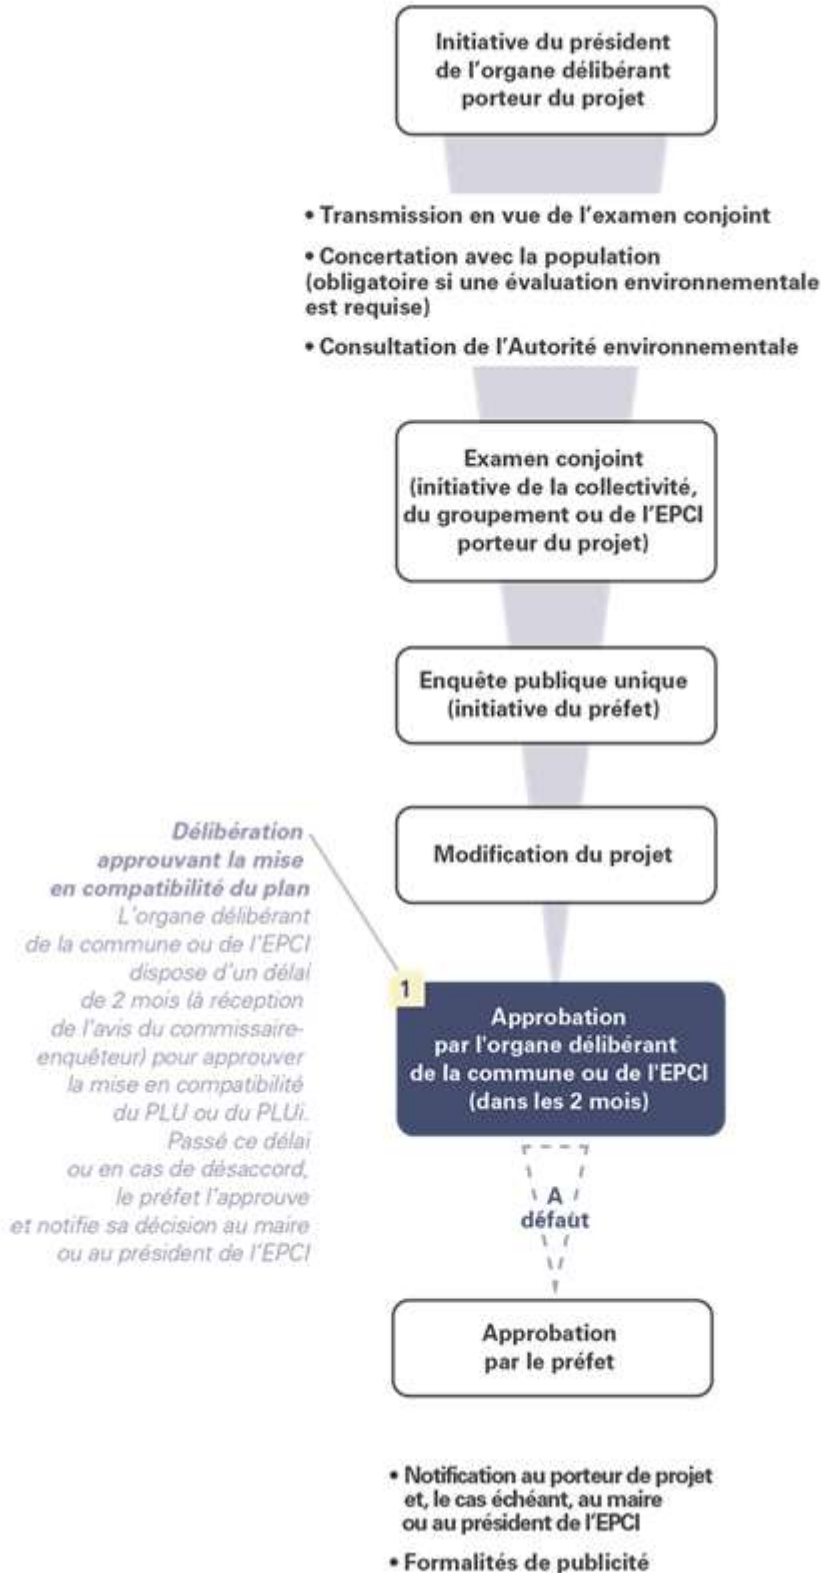 Initiative du président
de l'organe délibérant
porteur du projet
• Transmission en vue de l'examen conjoint
• Concertation avec la population
(obligatoire si une évaluation environnementale
est requise)
• Consultation de l'Autorité environnementale
Examen conjoint
(initiative de la collectivité,
du groupement ou de l'EPCI
porteur du projet)
Enquête publique unique
(initiative du préfet)
Modification du projet
Délibération
approuvant la mise
en compatibilité du plan
L'organe délibérant
de la commune ou de l'EPCI
dispose d'un délai
de 2 mois (à réception
de l'avis du commissaire-
enquêteur) pour approuver
la mise en compatibilité
du PLU ou du PLUi.
Passé ce délai
ou en cas de désaccord,
le préfet l'approuve
et notifie sa décision au maire
ou au président de l'EPCI
1
Approbation
par l'organe délibérant
de la commune ou de l'EPCI
(dans les 2 mois)
A
défaut
Approbation
par le préfet
• Notification au porteur de projet
et, le cas échéant, au maire
ou au président de l'EPCI
• Formalités de publicité